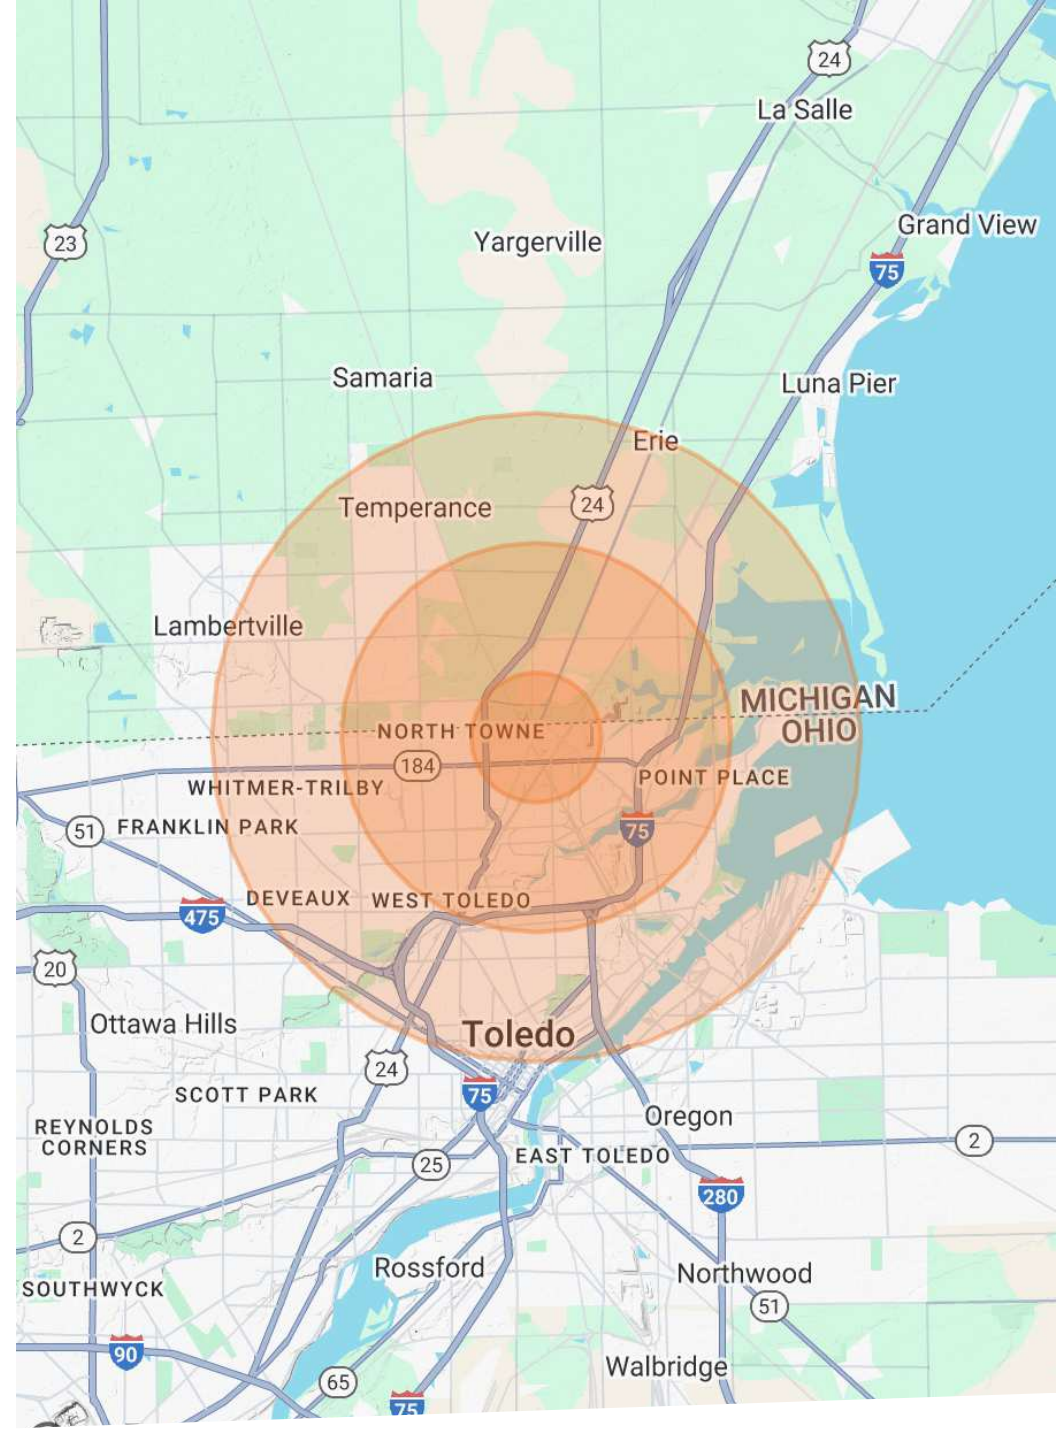 24
La Salle
Grand View
23
Yargerville
75
Samaria
Luna Pier
Erie
24
Temperance
Lambertville
MICHIGAN
OHIO
NORTH TOWNE
184
POINT PLACE
WHITMER-TRILBY
51
FRANKLIN PARK
75
DEVEAUX
WEST TOLEDO
475
20
Ottawa Hills
Toledo
24
SCOTT PARK
75
Oregon
REYNOLDS
CORNERS
2
EAST TOLEDO
25
280
2
Rossford
Northwood
SOUTHWYCK
51
90
Walbridge
65
75